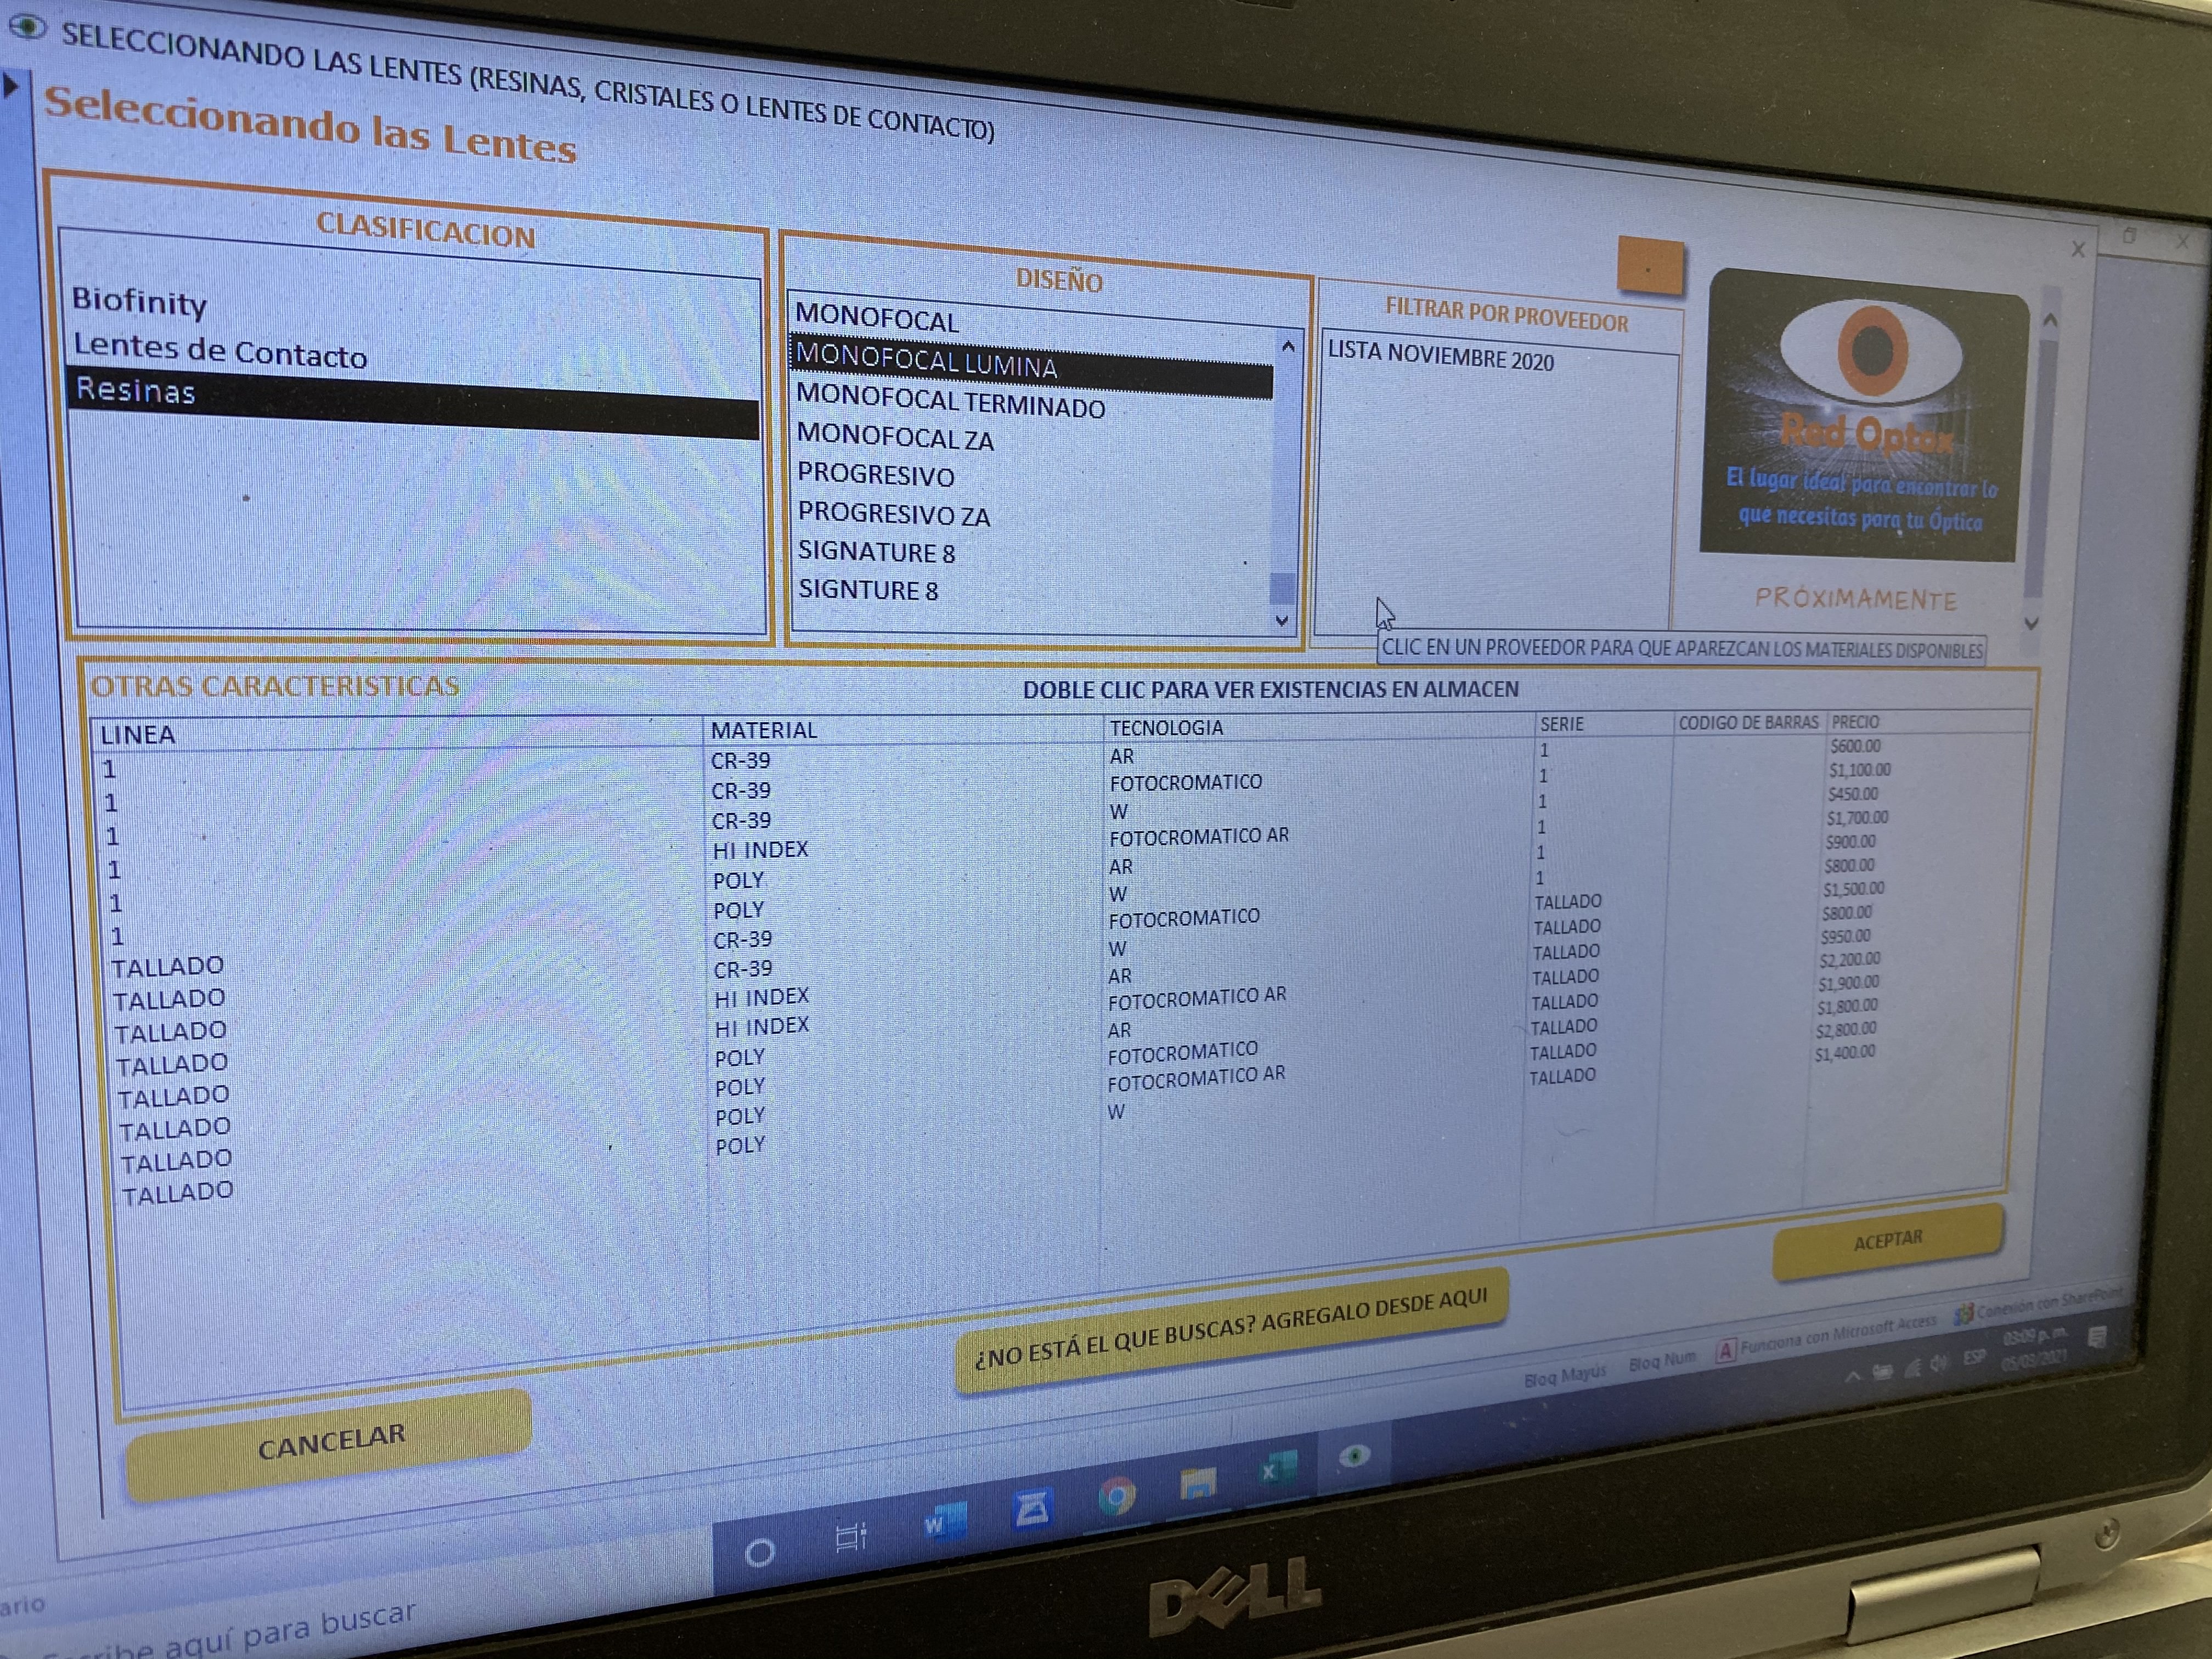 SELECCIONANDO LAS LENTES (RESINAS, CRISTALES O LENTES DE CONTACTO)
Seleccionando las Lentes
CLASIFICACION
Biofinity
Lentes de Contacto
Resinas
DISEÑO
MONOFOCAL
MONOFOCAL LUMINA
MONOFOCAL TERMINADO
MONOFOCAL ZA
PROGRESIVO
PROGRESIVO ZA
SIGNATURE 8
SIGNTURE 8
FILTRAR POR PROVEEDOR
LISTA NOVIEMBRE 2020
Red Optox
El lugar ideal para encontrar lo
que necesitas para tu Óptica
PRÓXIMAMENTE
CLIC EN UN PROVEEDOR PARA QUE APAREZCAN LOS MATERIALES DISPONIBLES
OTRAS CARACTERISTICAS
DOBLE CLIC PARA VER EXISTENCIAS EN ALMACEN
LINEA MATERIAL TECNOLOGIA SERIE CODIGO DE BARRAS PRECIO
1 CR-39 AR 1 $600.00
1 CR-39 FOTOCROMATICO 1 $1,100.00
1 CR-39 W 1 $450.00
1 HI INDEX FOTOCROMATICO AR 1 $1,700.00
1 POLY AR 1 $900.00
1 POLY W 1 $800.00
TALLADO CR-39 FOTOCROMATICO TALLADO $1,500.00
TALLADO CR-39 W TALLADO $800.00
TALLADO HI INDEX AR TALLADO $950.00
TALLADO HI INDEX FOTOCROMATICO AR TALLADO $2,200.00
TALLADO POLY AR TALLADO $1,900.00
TALLADO POLY FOTOCROMATICO TALLADO $1,800.00
TALLADO POLY FOTOCROMATICO AR TALLADO $2,800.00
TALLADO POLY W TALLADO $1,400.00
CANCELAR
¿NO ESTÁ EL QUE BUSCAS? AGREGALO DESDE AQUI
ACEPTAR
Bloq Mayús Bloq Num Funciona con Microsoft Access Conexión con SharePoint
ario
aquí para buscar
ESP
03:09 p. m.
05/03/2021
DELL